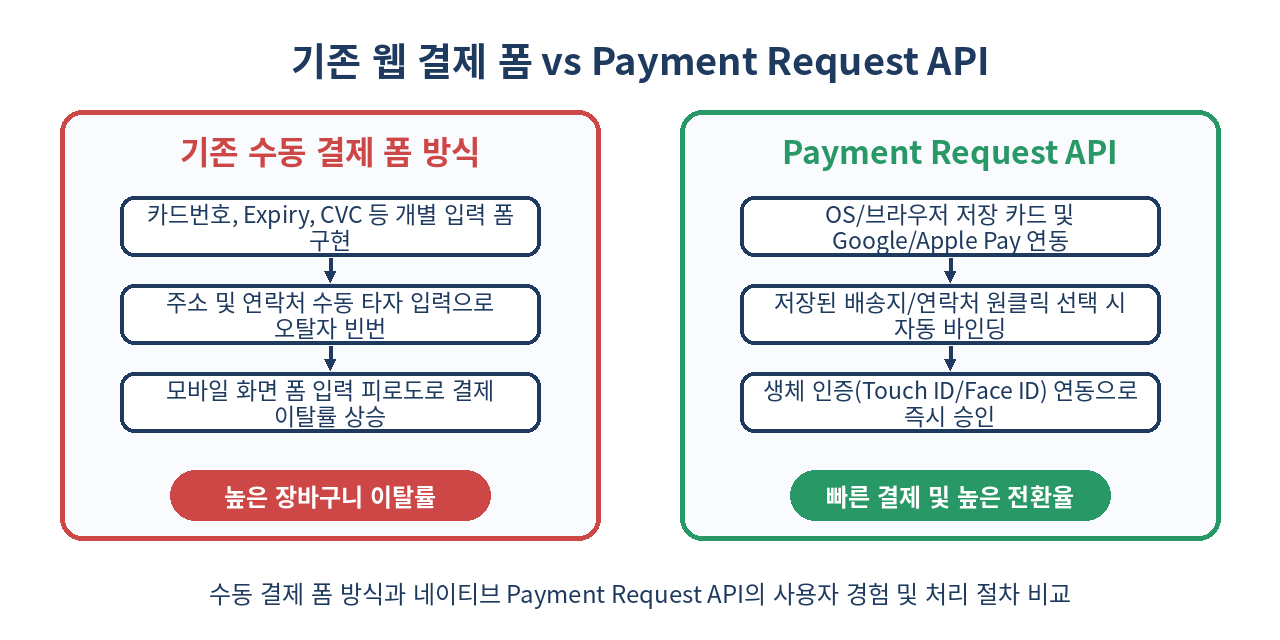 기존 웹 결제 폼 vs Payment Request API
기존 수동 결제 폼 방식
카드번호, Expiry, CVC 등 개별 입력 폼
구현
주소 및 연락처 수동 타자 입력으로
오탈자 빈번
모바일 화면 폼 입력 피로도로 결제
이탈률 상승
높은 장바구니 이탈률
Payment Request API
OS/브라우저 저장 카드 및
Google/Apple Pay 연동
저장된 배송지/연락처 원클릭 선택 시
자동 바인딩
생체 인증(Touch ID/Face ID) 연동으로
즉시 승인
빠른 결제 및 높은 전환율
수동 결제 폼 방식과 네이티브 Payment Request API의 사용자 경험 및 처리 절차 비교